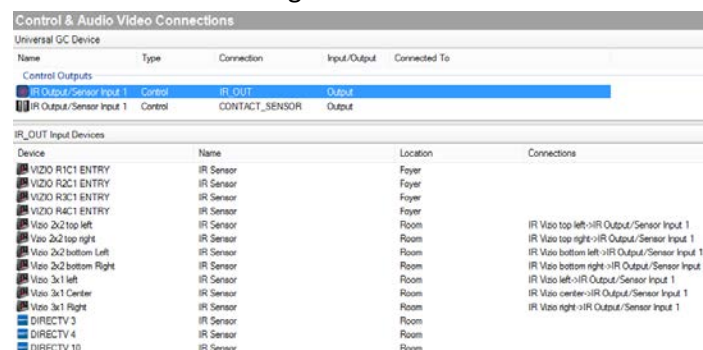 Control & Audio Video Connections
Universal GC Device
Name Type Connection Input/Output Connected To
Control Outputs
IR Output/Sensor Input 1 Control IR_OUT Output
IR Output/Sensor Input 1 Control CONTACT_SENSOR Output
IR_OUT Input Devices
Device Name Location Connections
VIZIO R1C1 ENTRY IR Sensor Foyer
VIZIO R2C1 ENTRY IR Sensor Foyer
VIZIO R3C1 ENTRY IR Sensor Foyer
VIZIO R4C1 ENTRY IR Sensor Foyer
Vizio 2x2 top left IR Sensor Room IR Vizio top left->IR Output/Sensor Input 1
Vizio 2x2 top right IR Sensor Room IR Vizio top right->IR Output/Sensor Input 1
Vizio 2x2 bottom Left IR Sensor Room IR Vizio bottom left->IR Output/Sensor Input 1
Vizio 2x2 bottom Right IR Sensor Room IR Vizio bottom right->IR Output/Sensor Input
Vizio 3x1 left IR Sensor Room IR Vizio left->IR Output/Sensor Input 1
Vizio 3x1 Center IR Sensor Room IR Vizio center->IR Output/Sensor Input 1
Vizio 3x1 Right IR Sensor Room IR Vizio right->IR Output/Sensor Input 1
DIRECTV 3 IR Sensor Room
DIRECTV 4 IR Sensor Room
DIRECTV 10 IR Sensor Room